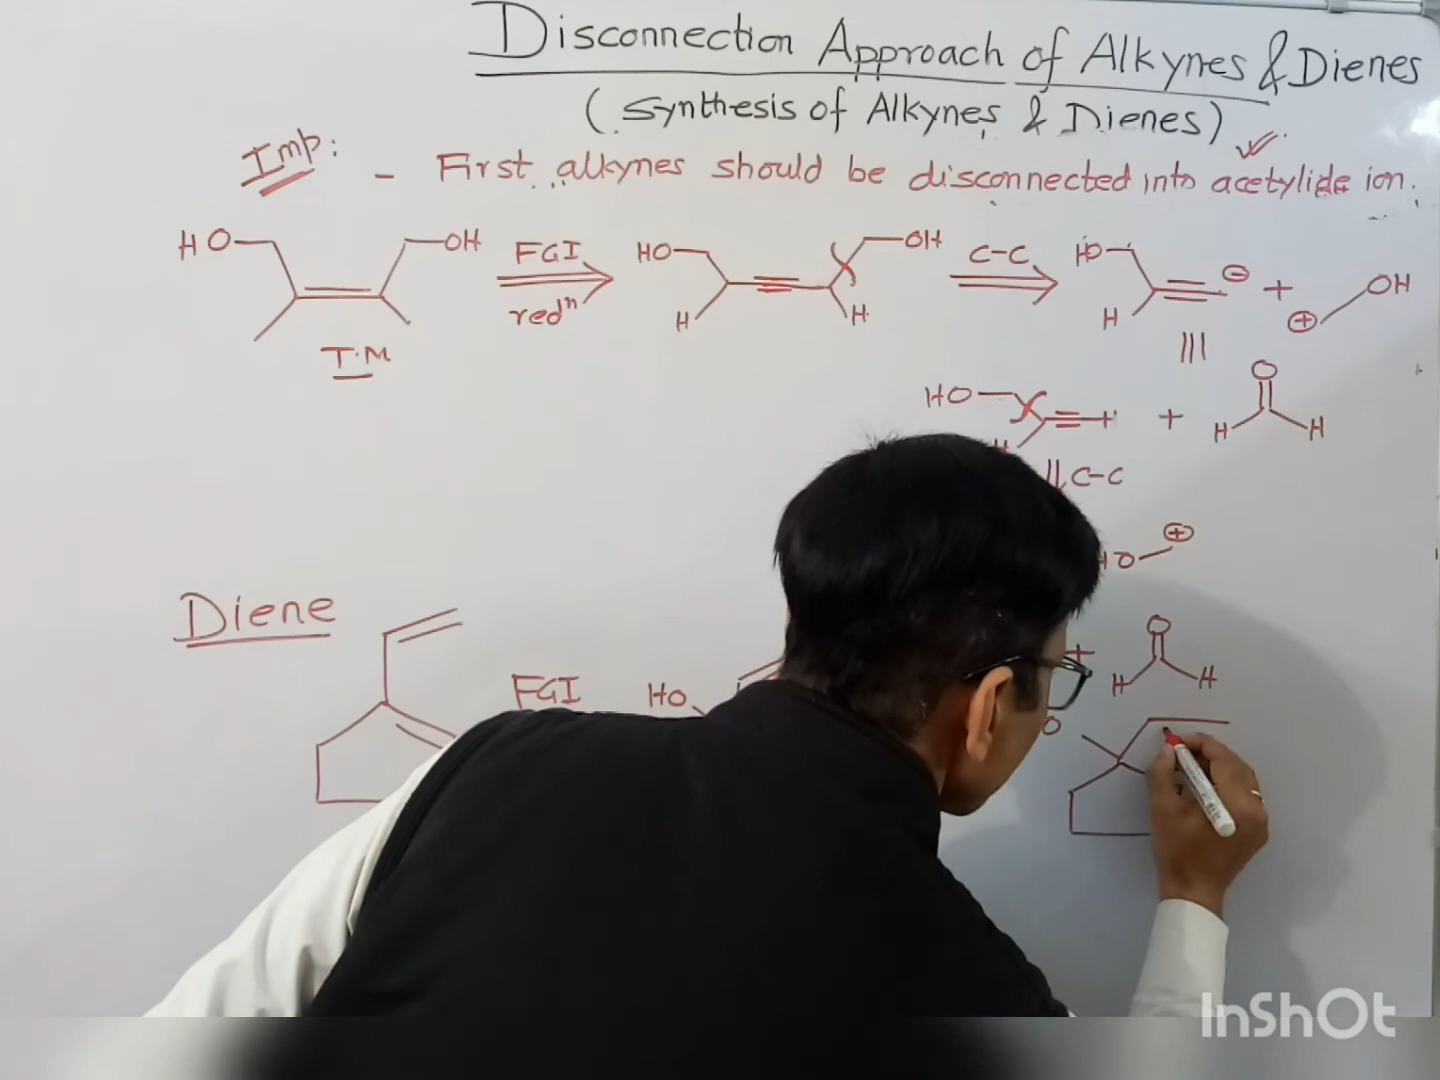 Disconnection Approach of Alkynes & Dienes
(Synthesis of Alkynes & Dienes)
Imp: - First alkynes should be disconnected into acetylide ion.
HO OH FGI redⁿ HO OH H H C-C HO H ⊖ + ⊕ OH
T.M
HO H + O H H
C-C
HO ⊕
Diene
FGI HO + O H H
InShOt